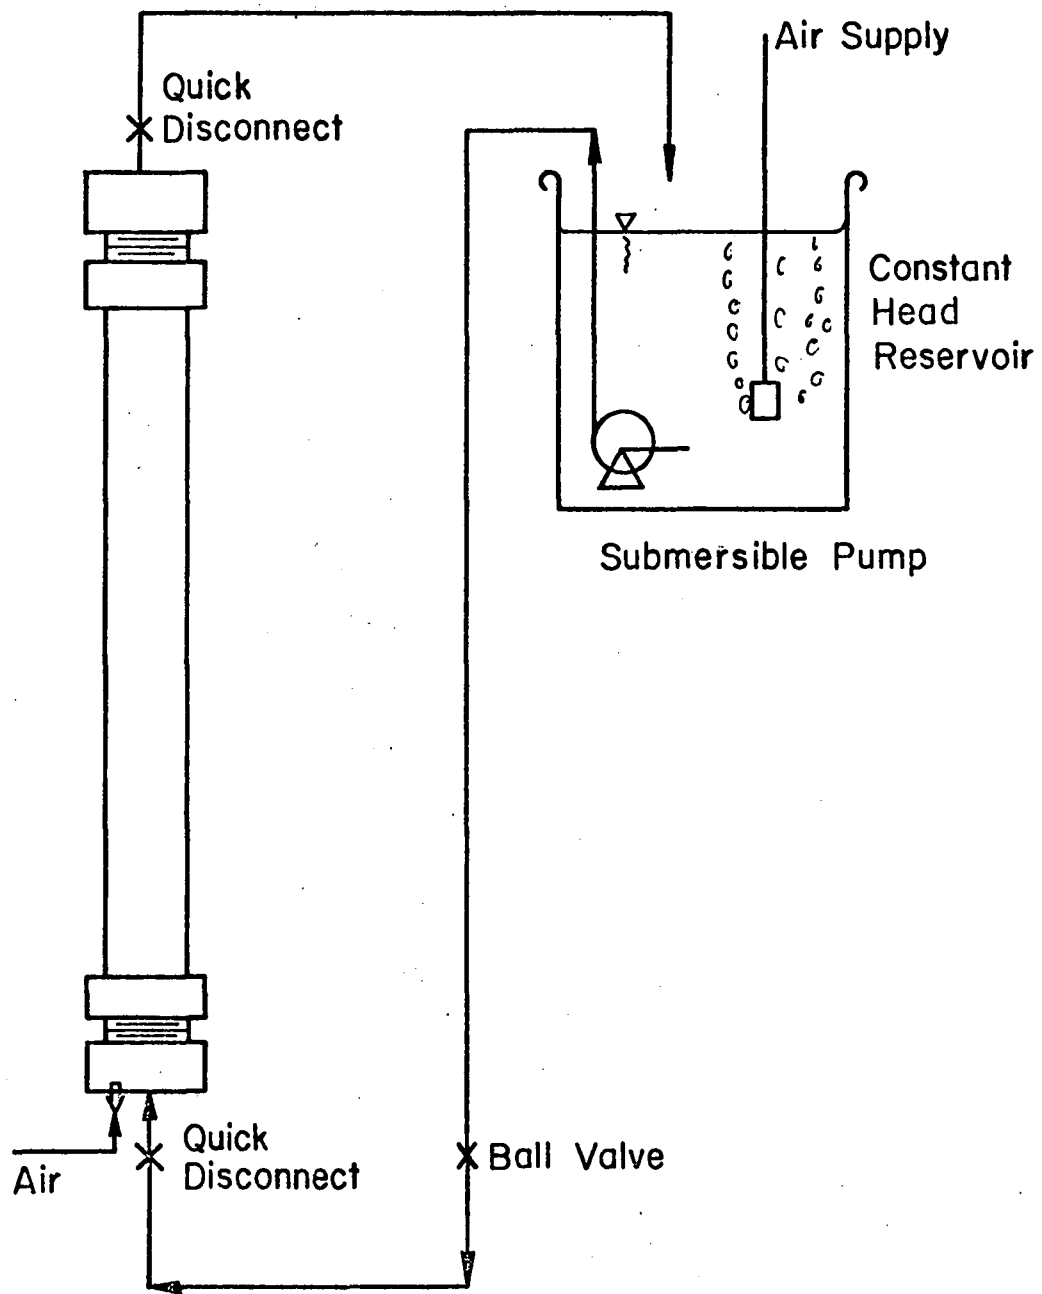 Air Supply
Quick
Disconnect
Constant
Head
Reservoir
Submersible Pump
Quick
Disconnect
Ball Valve
Air